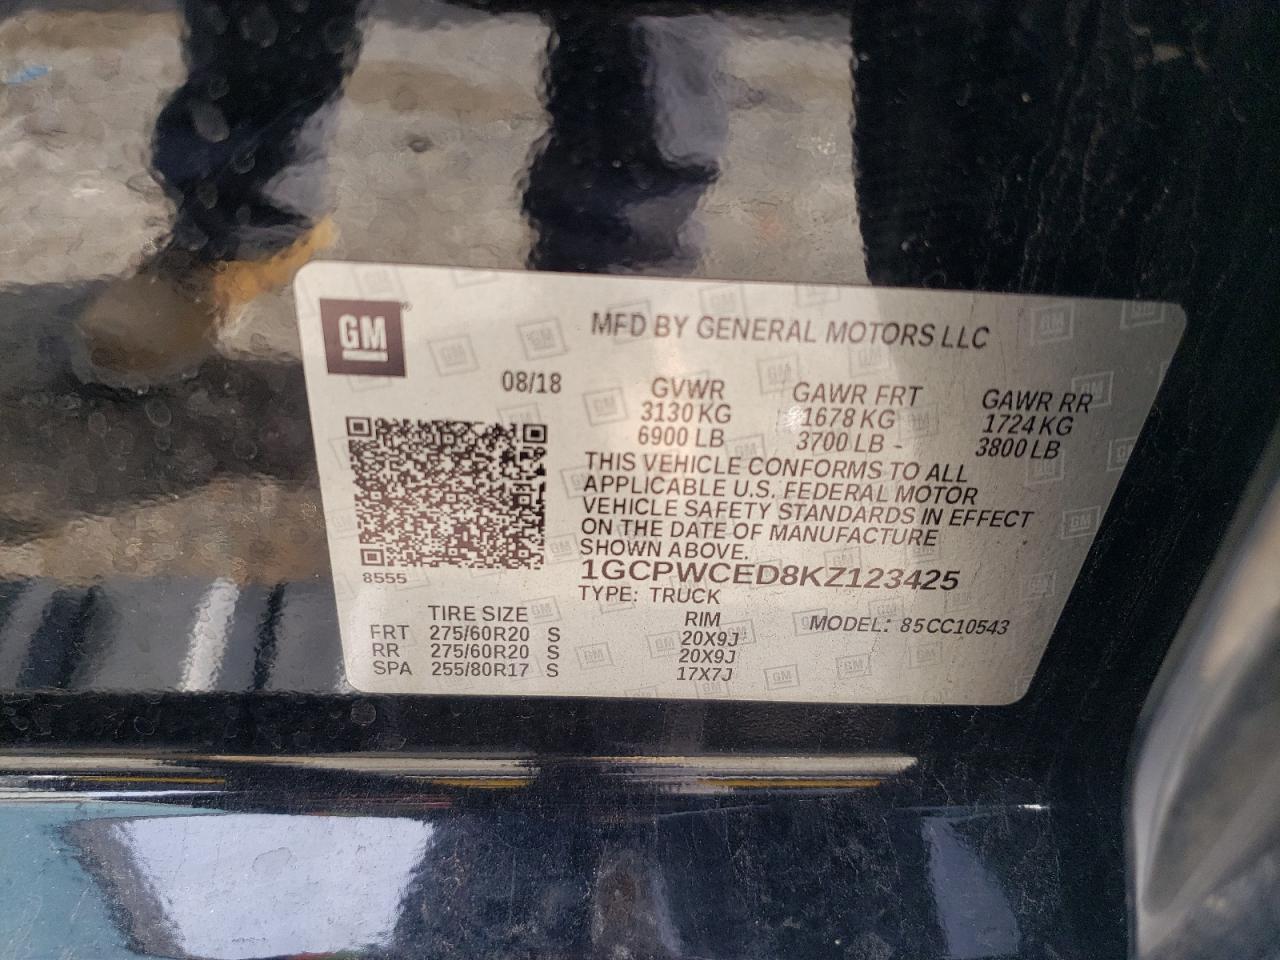 GM
MFD BY GENERAL MOTORS LLC
08/18
GVWR GAWR FRT GAWR RR
3130 KG 1678 KG 1724 KG
6900 LB 3700 LB - 3800 LB
THIS VEHICLE CONFORMS TO ALL
APPLICABLE U.S. FEDERAL MOTOR
VEHICLE SAFETY STANDARDS IN EFFECT
ON THE DATE OF MANUFACTURE
SHOWN ABOVE.
8555
1GCPWCED8KZ123425
TYPE: TRUCK
MODEL: 85CC10543
TIRE SIZE RIM
FRT 275/60R20 S 20X9J
RR 275/60R20 S 20X9J
SPA 255/80R17 S 17X7J